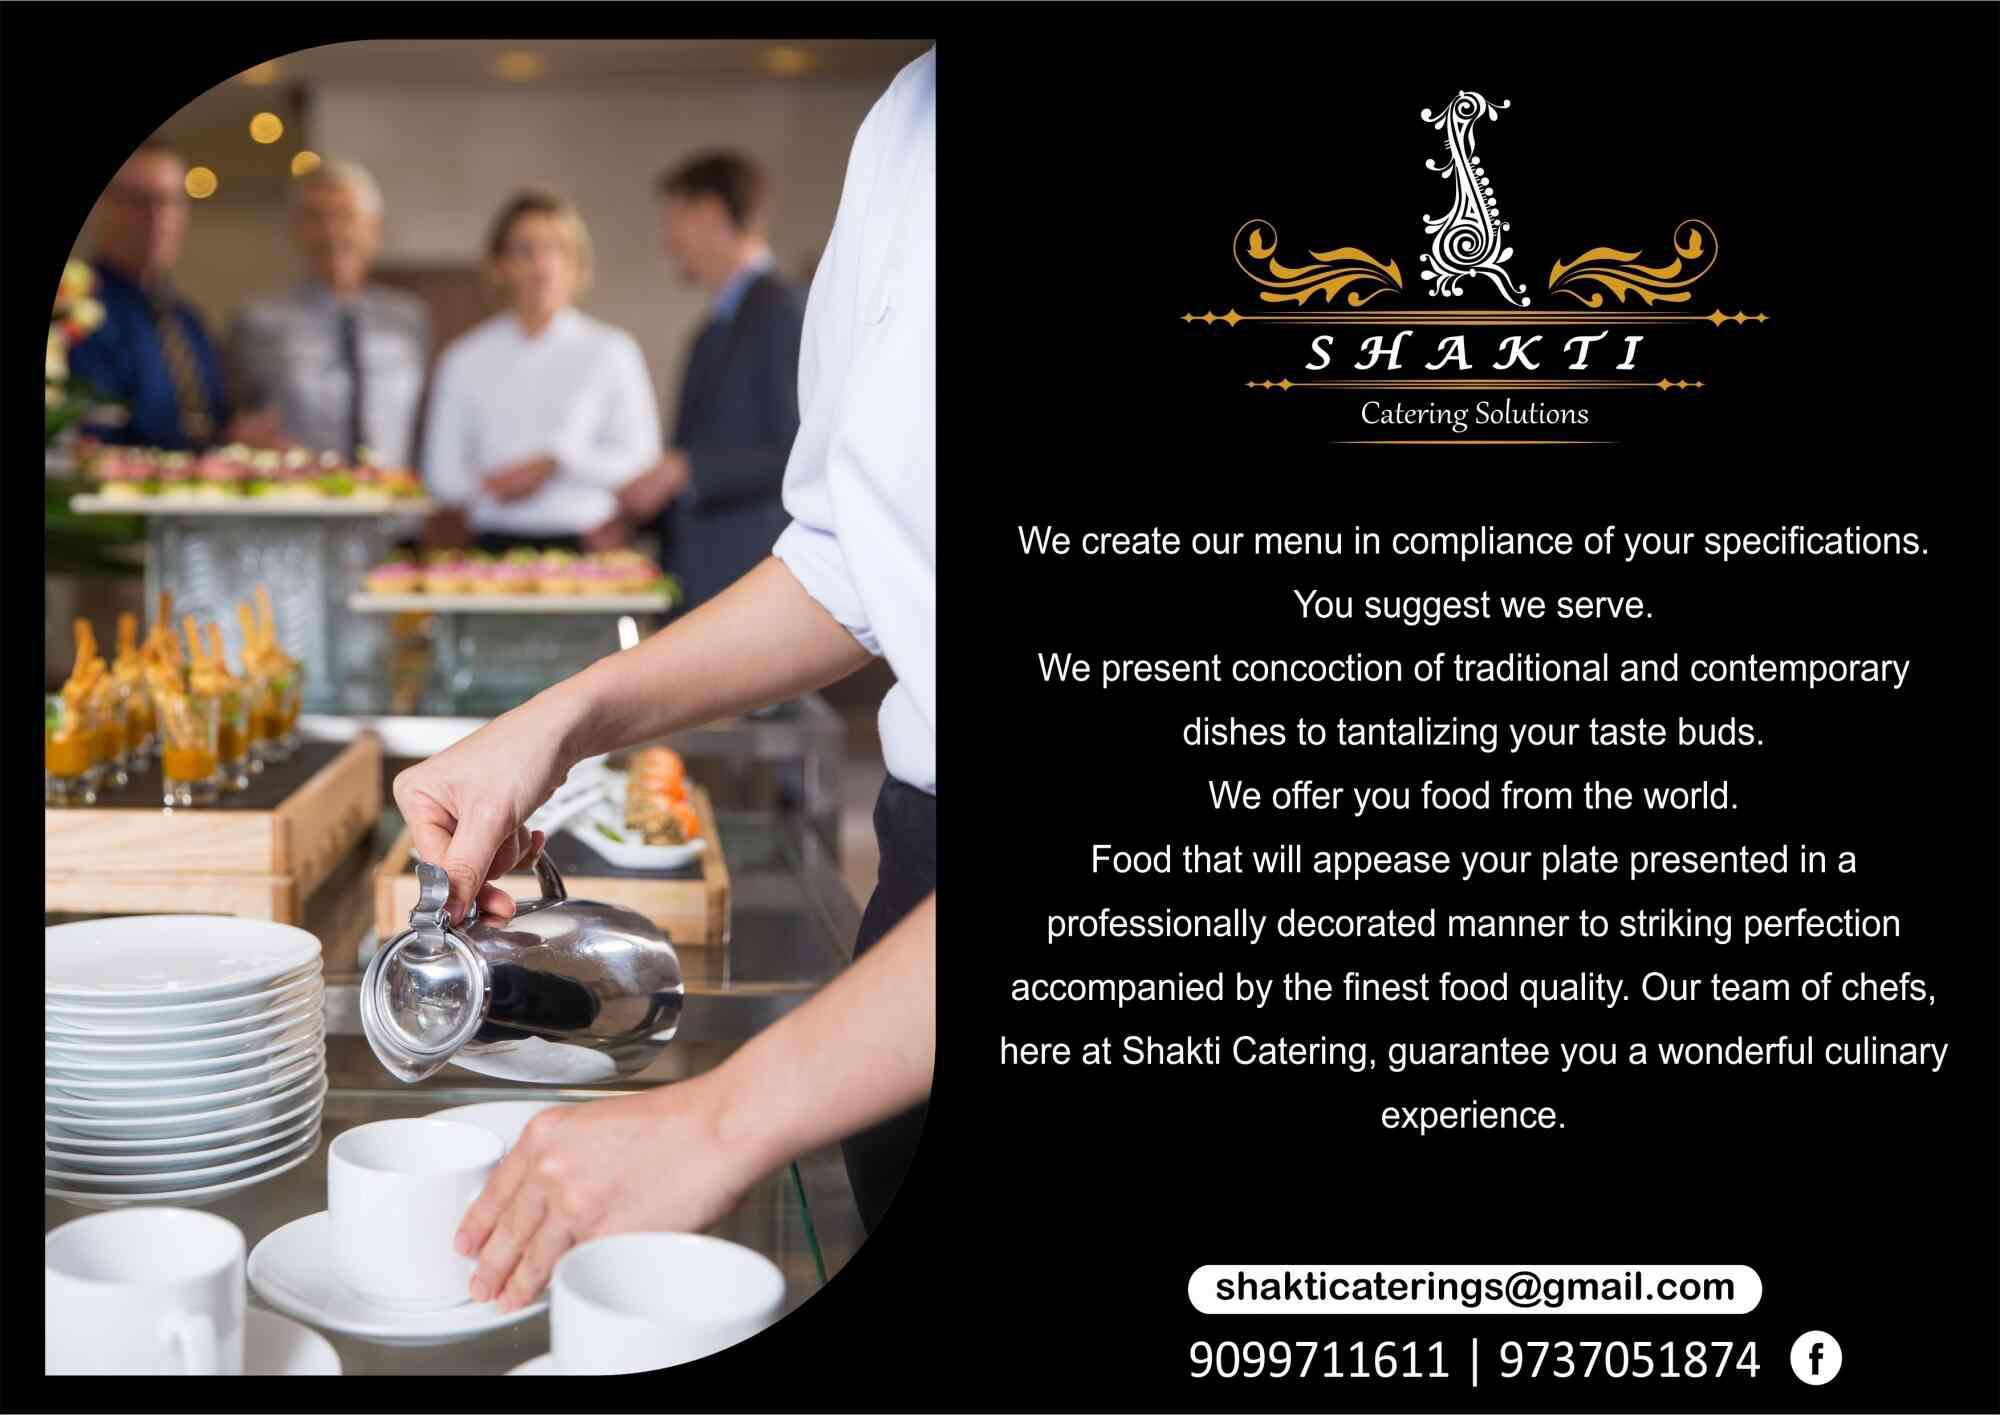 SHAKTI
Catering Solutions
We create our menu in compliance of your specifications.
You suggest we serve.
We present concoction of traditional and contemporary
dishes to tantalizing your taste buds.
We offer you food from the world.
Food that will appease your plate presented in a
professionally decorated manner to striking perfection
accompanied by the finest food quality. Our team of chefs,
here at Shakti Catering, guarantee you a wonderful culinary
experience.
shakticaterings@gmail.com
9099711611 | 9737051874 f